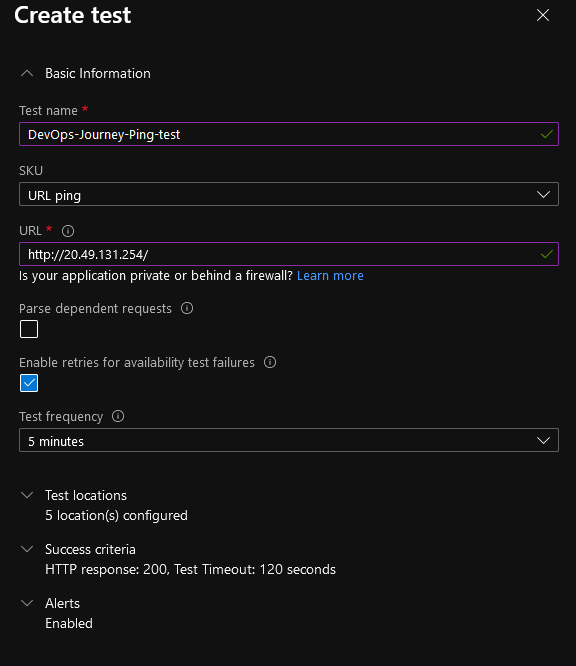 Create test
Basic Information
Test name *
DevOps-Journey-Ping-test
SKU
URL ping
URL *
http://20.49.131.254/
Is your application private or behind a firewall? Learn more
Parse dependent requests
Enable retries for availability test failures
Test frequency
5 minutes
Test locations
5 location(s) configured
Success criteria
HTTP response: 200, Test Timeout: 120 seconds
Alerts
Enabled